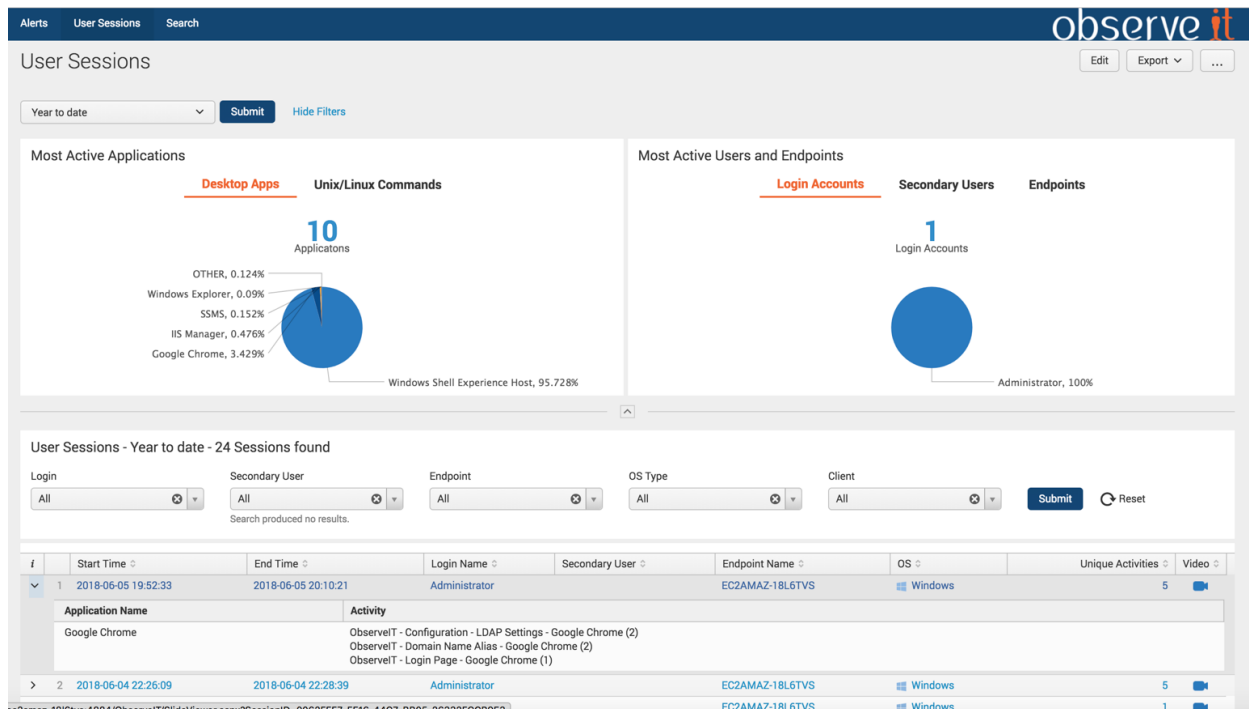 Alerts User Sessions Search
observe it
User Sessions
Edit Export ...
Year to date Submit Hide Filters
Most Active Applications
Desktop Apps Unix/Linux Commands
10
Applicatons
OTHER, 0.124%
Windows Explorer, 0.09%
SSMS, 0.152%
IIS Manager, 0.476%
Google Chrome, 3.429%
Windows Shell Experience Host, 95.728%
Most Active Users and Endpoints
Login Accounts Secondary Users Endpoints
1
Login Accounts
Administrator, 100%
User Sessions - Year to date - 24 Sessions found
Login Secondary User Endpoint OS Type Client
All All All All All Submit Reset
Search produced no results.
i Start Time End Time Login Name Secondary User Endpoint Name OS Unique Activities Video
1 2018-06-05 19:52:33 2018-06-05 20:10:21 Administrator EC2AMAZ-18L6TVS Windows 5
Application Name Activity
Google Chrome ObserveIT - Configuration - LDAP Settings - Google Chrome (2)
ObserveIT - Domain Name Alias - Google Chrome (2)
ObserveIT - Login Page - Google Chrome (1)
2 2018-06-04 22:26:09 2018-06-04 22:28:39 Administrator EC2AMAZ-18L6TVS Windows 5
EC2AMAZ-18L6TVS Windows 1